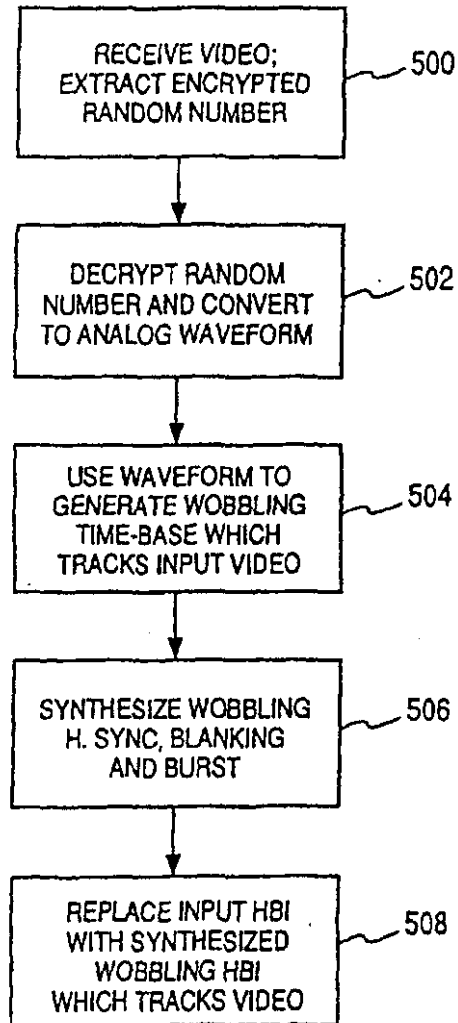 RECEIVE VIDEO;
EXTRACT ENCRYPTED
RANDOM NUMBER
500
DECRYPT RANDOM
NUMBER AND CONVERT
TO ANALOG WAVEFORM
502
USE WAVEFORM TO
GENERATE WOBBLING
TIME-BASE WHICH
TRACKS INPUT VIDEO
504
SYNTHESIZE WOBBLING
H. SYNC, BLANKING
AND BURST
506
REPLACE INPUT HBI
WITH SYNTHESIZED
WOBBLING HBI
WHICH TRACKS VIDEO
508